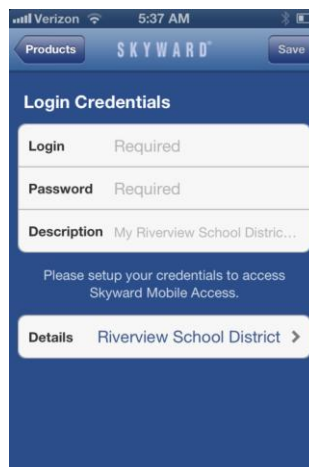 Verizon 5:37 AM
Products SKYWARD Save
Login Credentials
Login Required
Password Required
Description My Riverview School Distric...
Please setup your credentials to access
Skyward Mobile Access.
Details Riverview School District